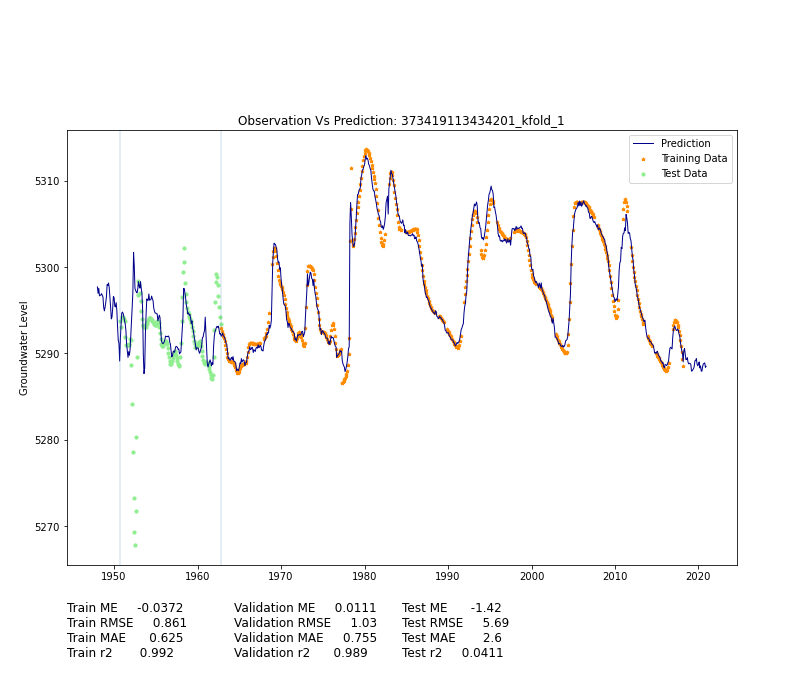 Observation Vs Prediction: 373419113434201_kfold_1
Prediction
Training Data
Test Data
Groundwater Level
5310
5300
5290
5280
5270
1950 1960 1970 1980 1990 2000 2010 2020
Train ME -0.0372 Validation ME 0.0111 Test ME -1.42
Train RMSE 0.861 Validation RMSE 1.03 Test RMSE 5.69
Train MAE 0.625 Validation MAE 0.755 Test MAE 2.6
Train r2 0.992 Validation r2 0.989 Test r2 0.0411